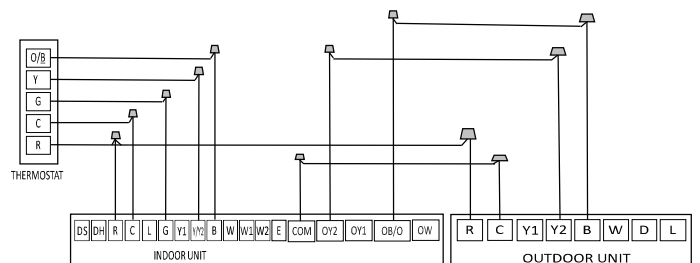 O/B
Y
G
C
R
THERMOSTAT
DS DH R C L G Y1 Y/Y2 B W W1 W2 E COM OY2 OY1 OB/O OW
INDOOR UNIT
R C Y1 Y2 B W D L
OUTDOOR UNIT